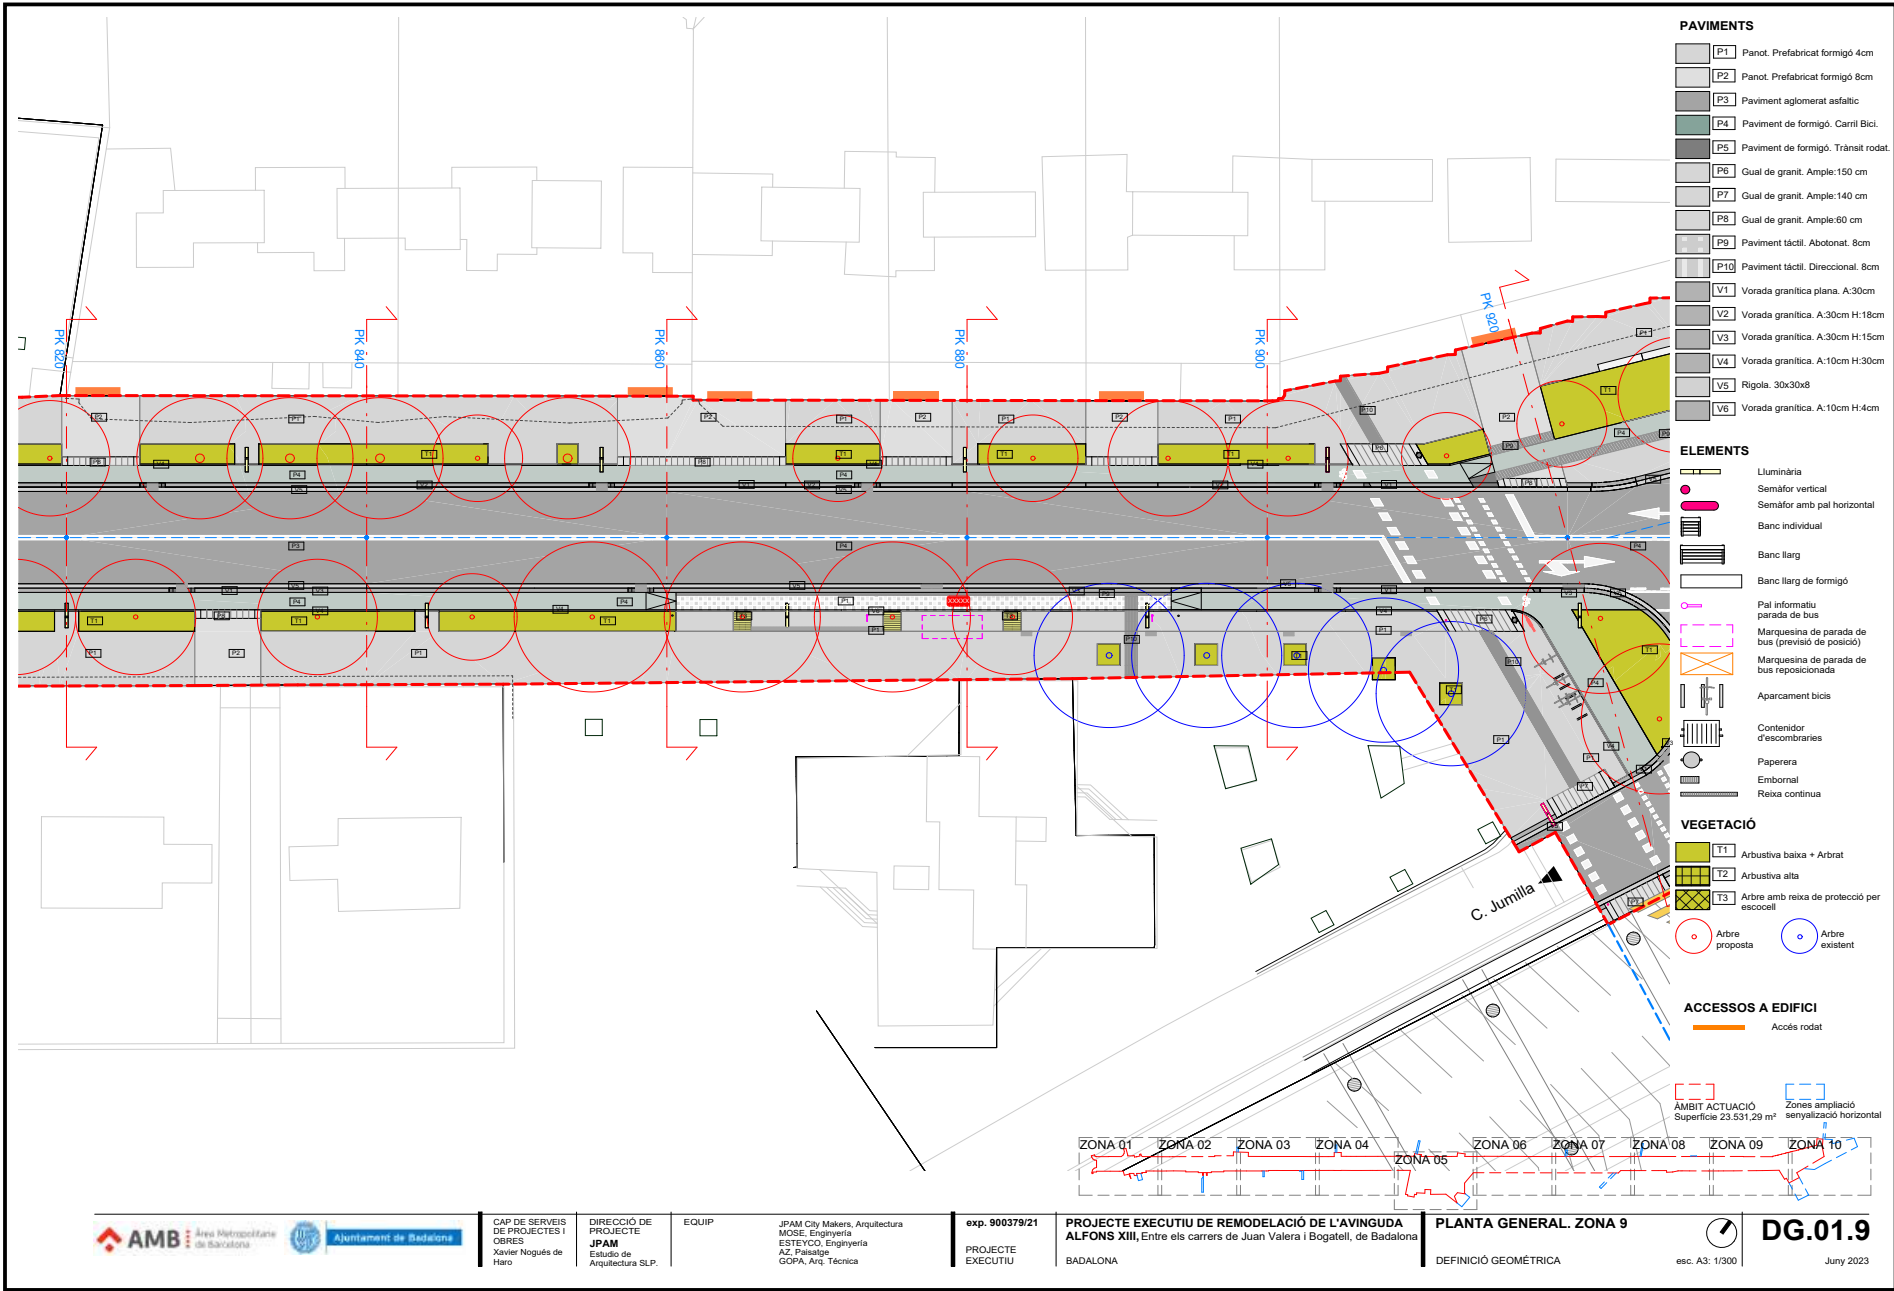 PAVIMENTS
P1 Panot. Prefabricat formigó 4cm
P2 Panot. Prefabricat formigó 8cm
P3 Paviment aglomerat asfaltic
P4 Paviment de formigó. Carril Bici.
P5 Paviment de formigó. Trànsit rodat.
P6 Gual de granit. Ample:150 cm
P7 Gual de granit. Ample:140 cm
P8 Gual de granit. Ample:60 cm
P9 Paviment táctil. Abotonat. 8cm
P10 Paviment táctil. Direccional. 8cm
V1 Vorada granítica plana. A:30cm
V2 Vorada granítica. A:30cm H:18cm
V3 Vorada granítica. A:30cm H:15cm
V4 Vorada granítica. A:10cm H:30cm
V5 Rigola. 30x30x8
V6 Vorada granítica. A:10cm H:4cm
ELEMENTS
Lluminària
Semàfor vertical
Semàfor amb pal horizontal
Banc individual
Banc llarg
Banc llarg de formigó
Pal informatiu
parada de bus
Marquesina de parada de
bus (previsió de posició)
Marquesina de parada de
bus reposicionada
Aparcament bicis
Contenidor
d'escombraries
Paperera
Embornal
Reixa continua
VEGETACIÓ
T1 Arbustiva baixa + Arbrat
T2 Arbustiva alta
T3 Arbre amb reixa de protecció per
escocell
Arbre
proposta
Arbre
existent
ACCESSOS A EDIFICI
Accés rodat
ÀMBIT ACTUACIÓ
Superfície 23.531,29 m²
Zones ampliació
senyalizació horizontal
PK 820
PK 840
PK 860
PK 880
PK 900
PK 920
C. Jumilla
ZONA 01
ZONA 02
ZONA 03
ZONA 04
ZONA 05
ZONA 06
ZONA 07
ZONA 08
ZONA 09
ZONA 10
AMB Àrea Metropolitana
de Barcelona
Ajuntament de Badalona
CAP DE SERVEIS
DE PROJECTES I
OBRES
Xavier Nogués de
Haro
DIRECCIÓ DE
PROJECTE
JPAM
Estudio de
Arquitectura SLP.
EQUIP
JPAM City Makers, Arquitectura
MOSE, Enginyería
ESTEYCO, Enginyería
AZ, Paisatge
GOPA, Arq. Técnica
exp. 900379/21
PROJECTE
EXECUTIU
PROJECTE EXECUTIU DE REMODELACIÓ DE L'AVINGUDA
ALFONS XIII, Entre els carrers de Juan Valera i Bogatell, de Badalona
BADALONA
PLANTA GENERAL. ZONA 9
DEFINICIÓ GEOMÉTRICA
esc. A3: 1/300
DG.01.9
Juny 2023